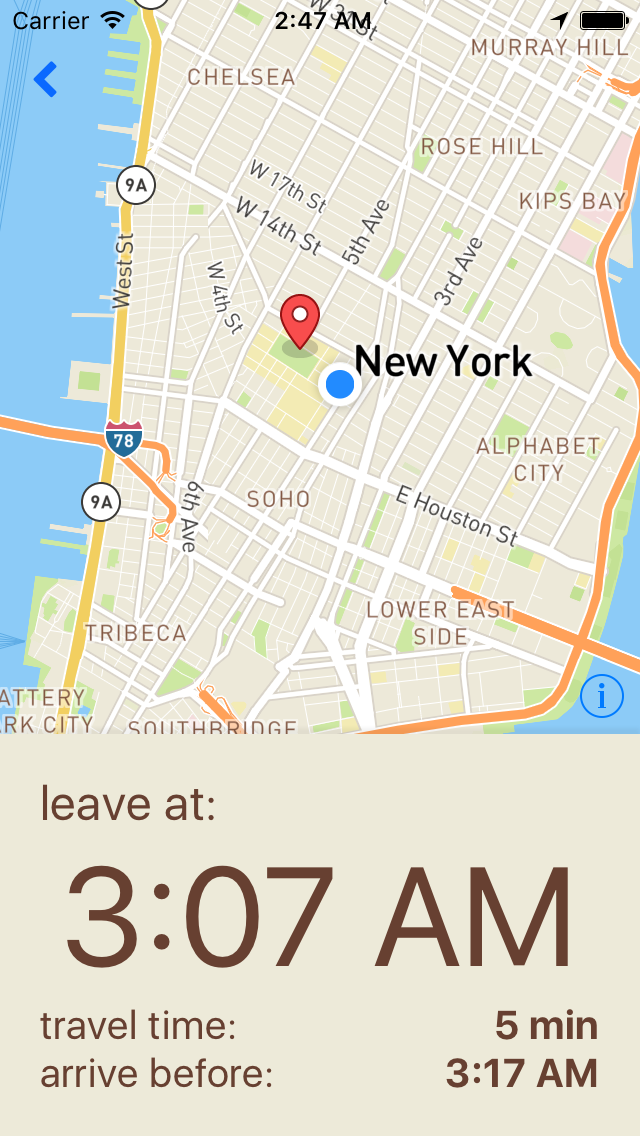 Carrier 2:47 AM
W 3 St
MURRAY HILL
CHELSEA
ROSE HILL
9A
W 17th St
KIPS BAY
W 14th St
5th Ave
3rd Ave
West St
W 4th St
New York
78
ALPHABET
CITY
9A
6th Ave
SOHO
E Houston St
LOWER EAST
SIDE
TRIBECA
i
ATTERY
RK CITY
SOUTHBRIDGE
leave at:
3:07 AM
travel time: 5 min
arrive before: 3:17 AM